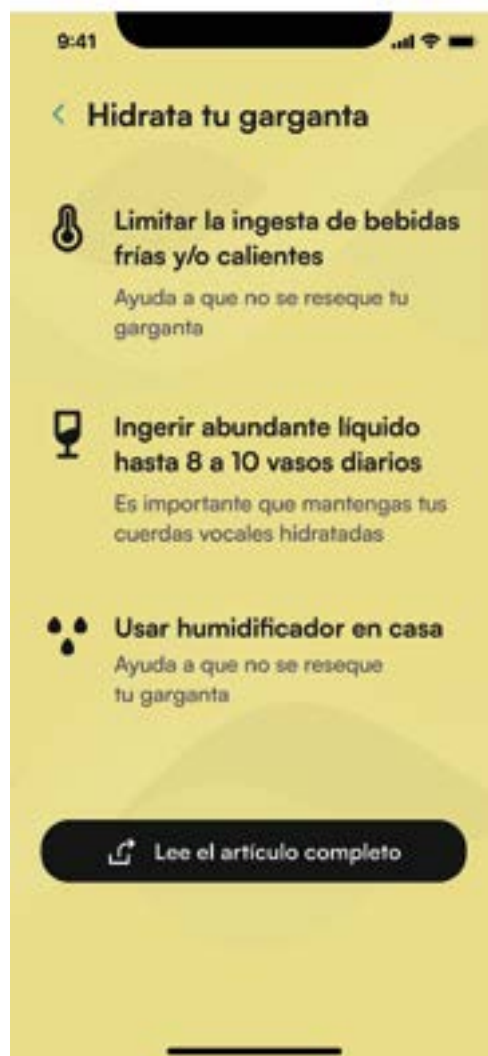 9:41
Hidrata tu garganta
Limitar la ingesta de bebidas
frías y/o calientes
Ayuda a que no se reseque tu
garganta
Ingerir abundante líquido
hasta 8 a 10 vasos diarios
Es importante que mantengas tus
cuerdas vocales hidratadas
Usar humidificador en casa
Ayuda a que no se reseque
tu garganta
Lee el artículo completo